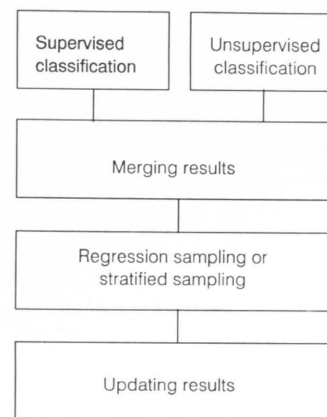 Supervised
classification
Unsupervised
classification
Merging results
Regression sampling or
stratified sampling
Updating results